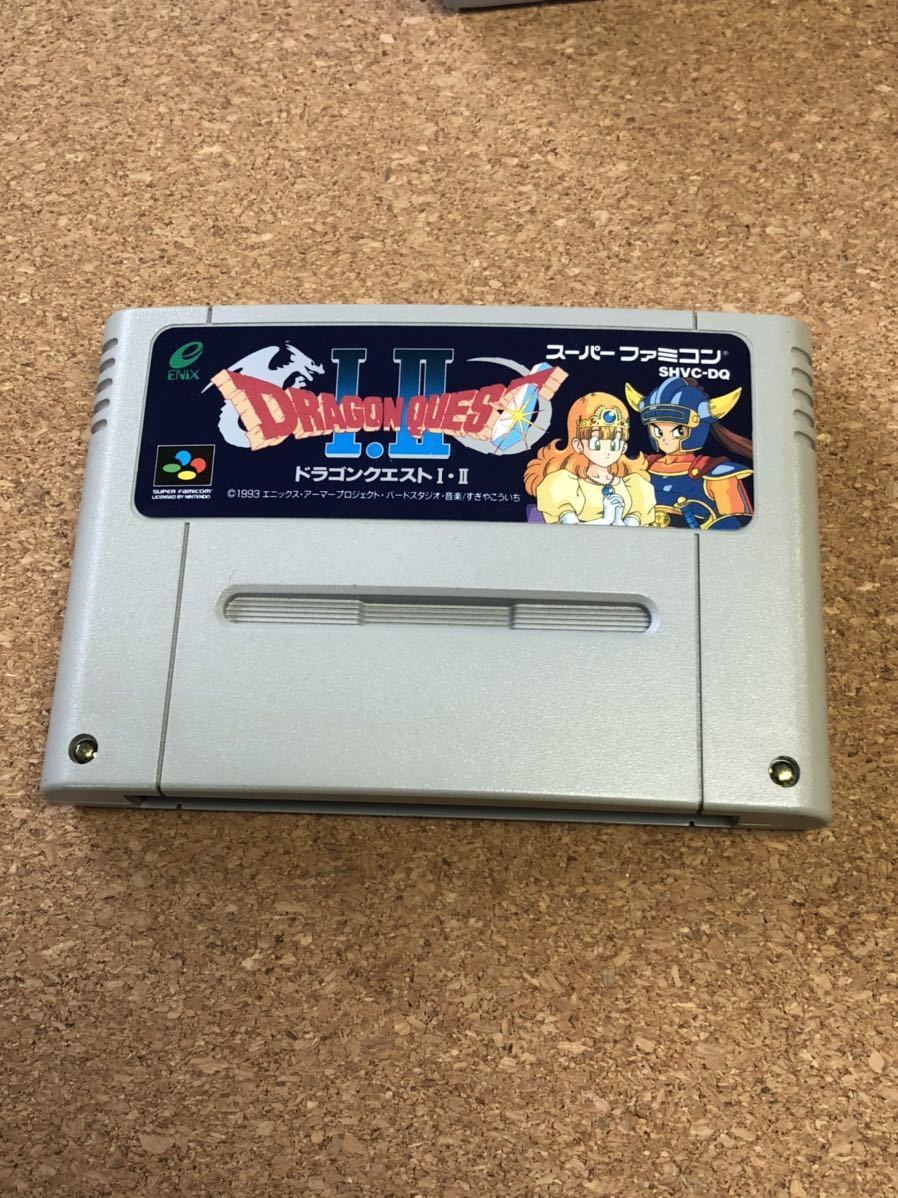 ENIX
I.II
DRAGON QUEST
ドラゴンクエストI・II
スーパーファミコン®
SHVC-DQ
SUPER FAMICOM
LICENSED BY NINTENDO
©1993 エニックス・アーマープロジェクト・バードスタジオ・音楽/すぎやこういち